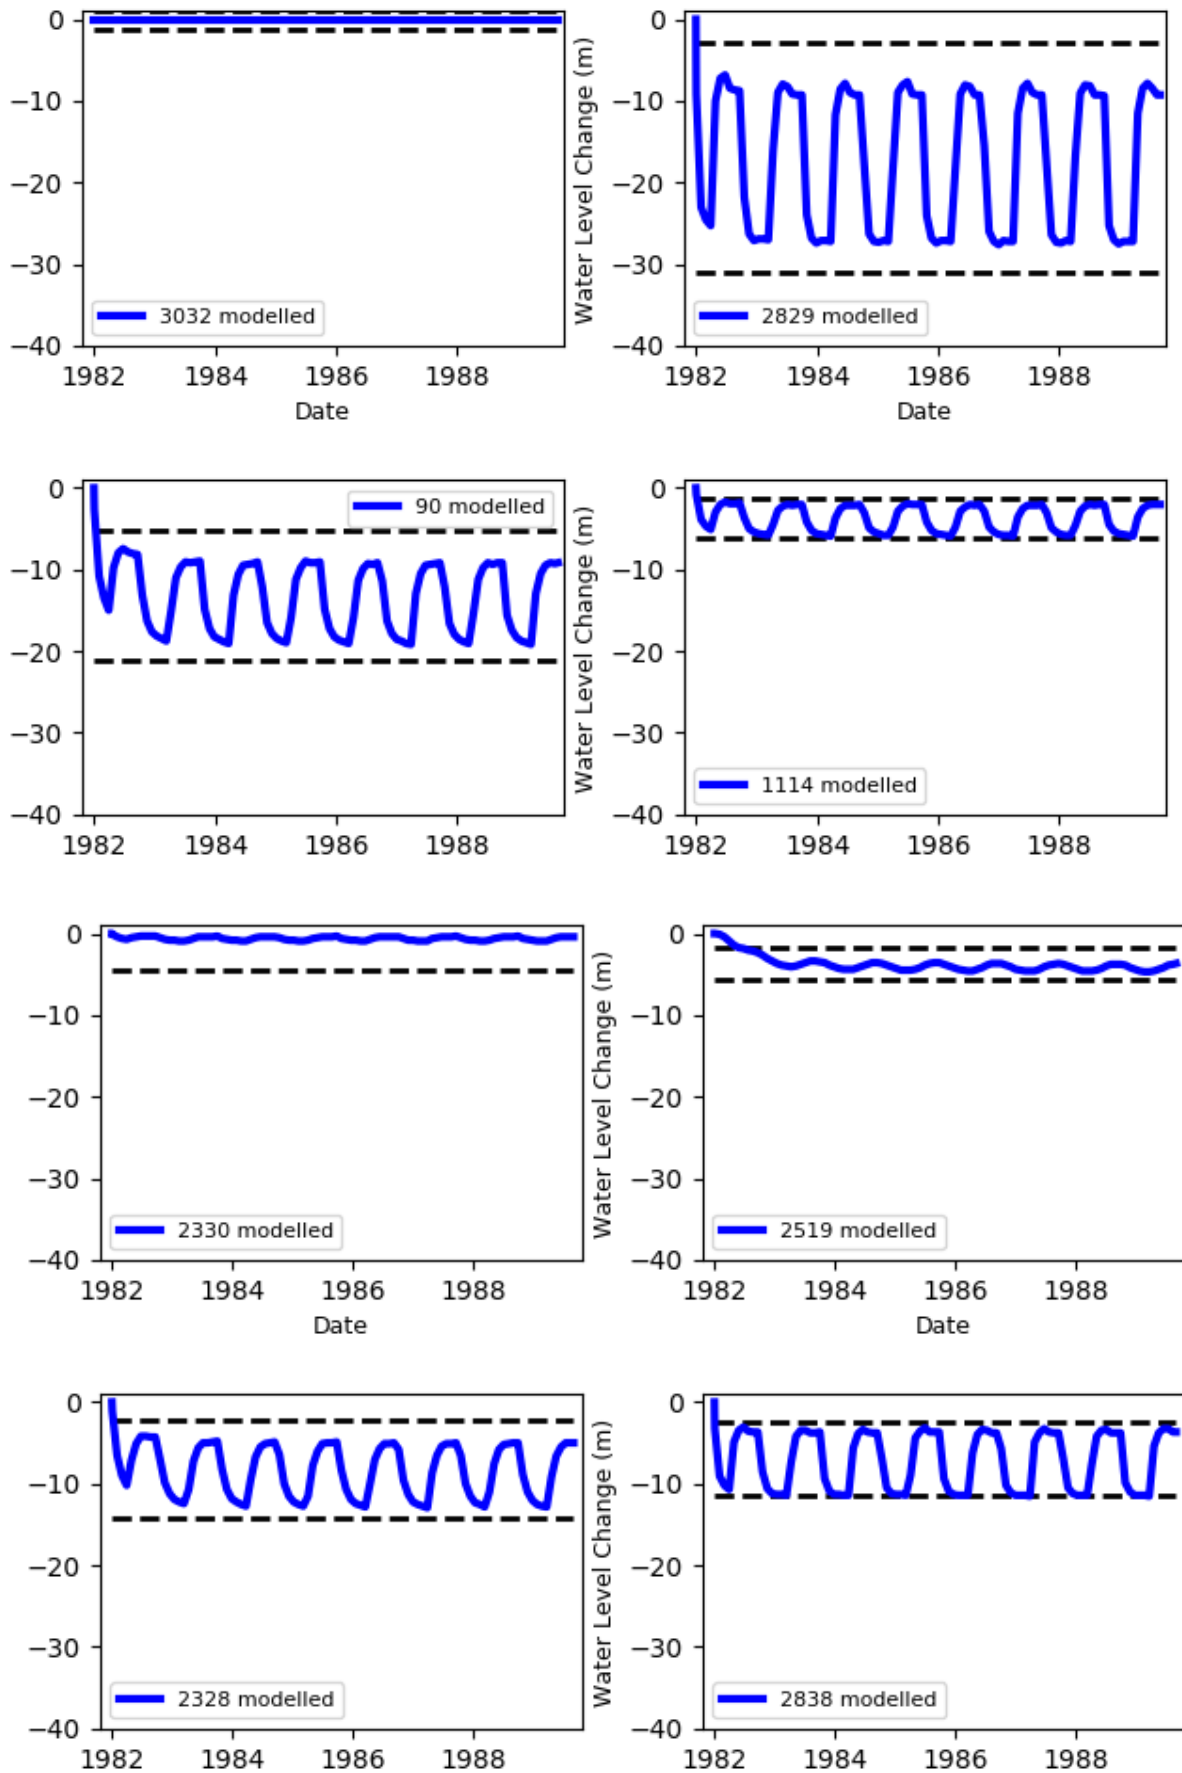 0
−10
−20
−30
−40
3032 modelled
1982 1984 1986 1988
Date
Water Level Change (m)
0
−10
−20
−30
−40
2829 modelled
1982 1984 1986 1988
Date
0
−10
−20
−30
−40
90 modelled
1982 1984 1986 1988
Water Level Change (m)
0
−10
−20
−30
−40
1114 modelled
1982 1984 1986 1988
0
−10
−20
−30
−40
2330 modelled
1982 1984 1986 1988
Date
Water Level Change (m)
0
−10
−20
−30
−40
2519 modelled
1982 1984 1986 1988
Date
0
−10
−20
−30
−40
2328 modelled
1982 1984 1986 1988
Water Level Change (m)
0
−10
−20
−30
−40
2838 modelled
1982 1984 1986 1988